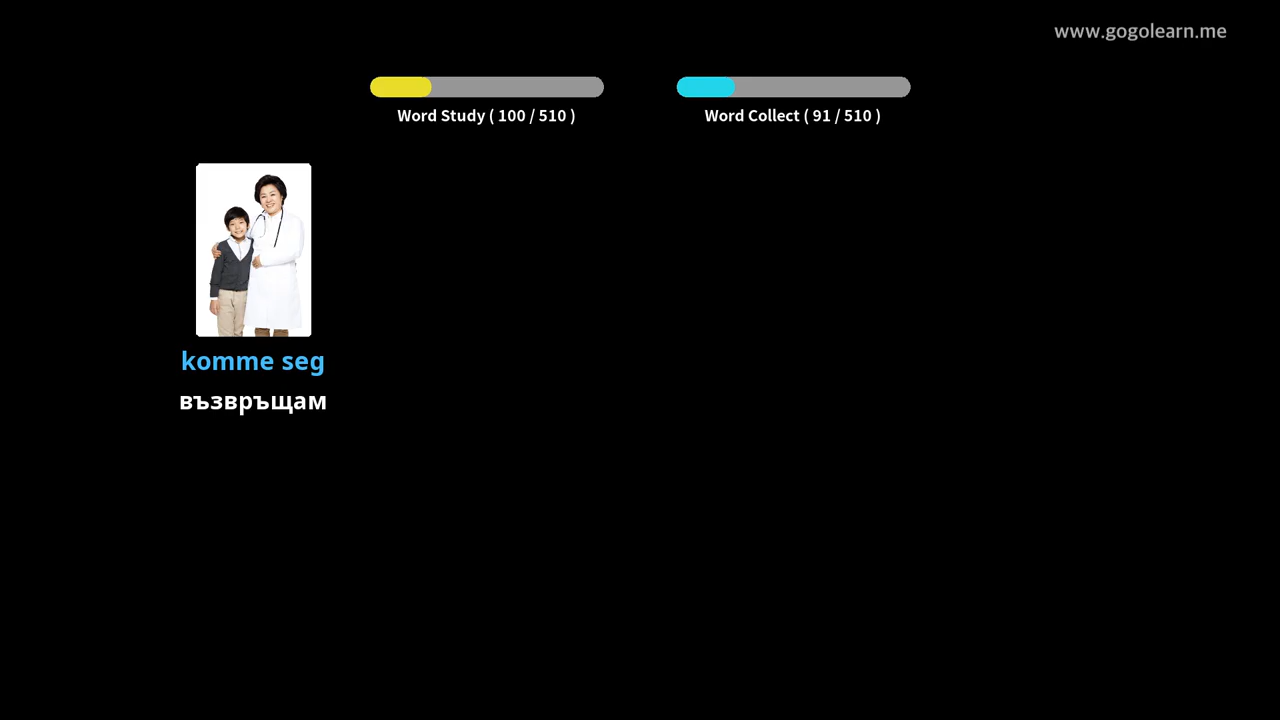 www.gogolearn.me
Word Study ( 100 / 510 )
Word Collect ( 91 / 510 )
komme seg
възвръщам